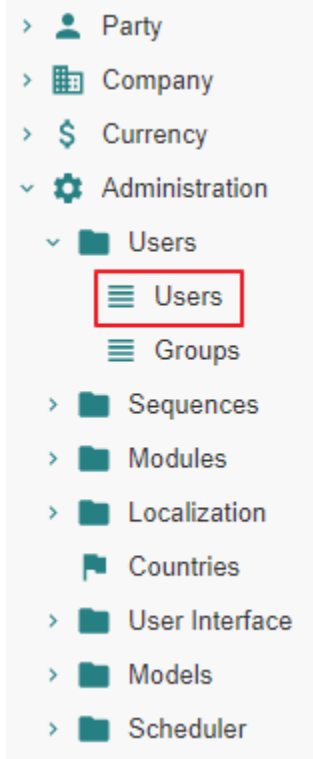 Party
Company
Currency
Administration
Users
Users
Groups
Sequences
Modules
Localization
Countries
User Interface
Models
Scheduler